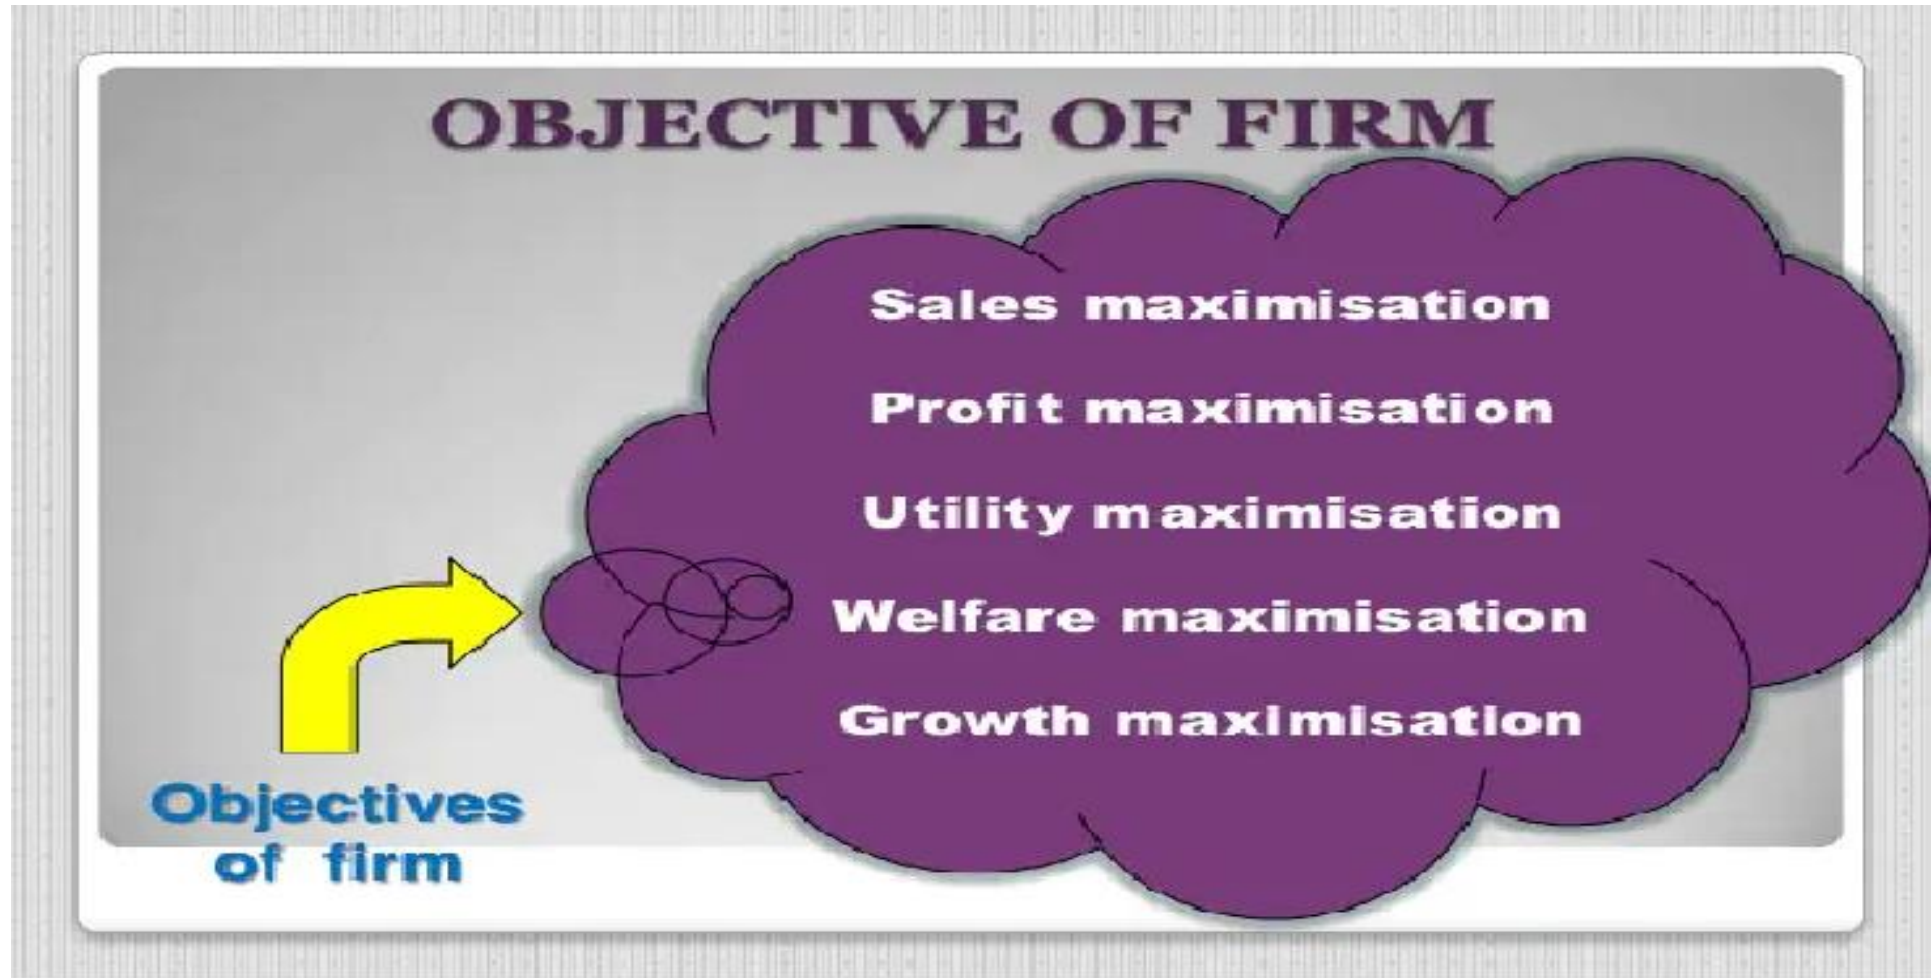 OBJECTIVE OF FIRM
Sales maximisation
Profit maximisation
Utility maximisation
Welfare maximisation
Growth maximisation
Objectives
of firm